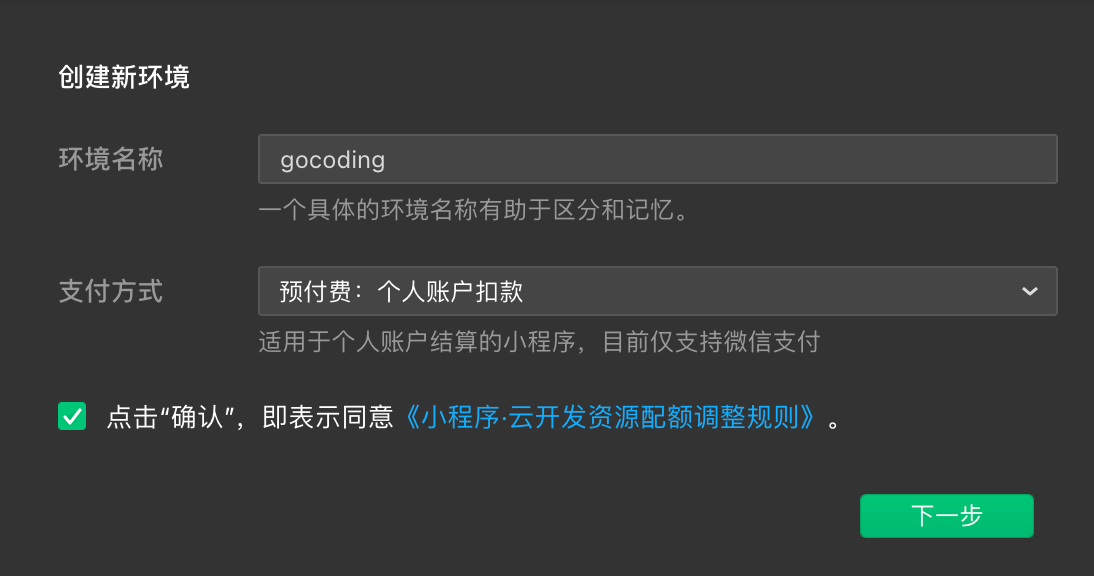 创建新环境
环境名称
gocoding
一个具体的环境名称有助于区分和记忆。
支付方式
预付费：个人账户扣款
适用于个人账户结算的小程序，目前仅支持微信支付
点击“确认”，即表示同意《小程序·云开发资源配额调整规则》。
下一步